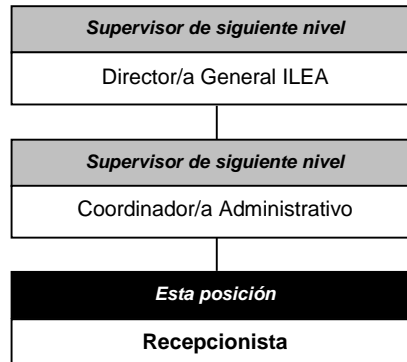 Supervisor de siguiente nivel
Director/a General ILEA
Supervisor de siguiente nivel
Coordinador/a Administrativo
Esta posición
Recepcionista